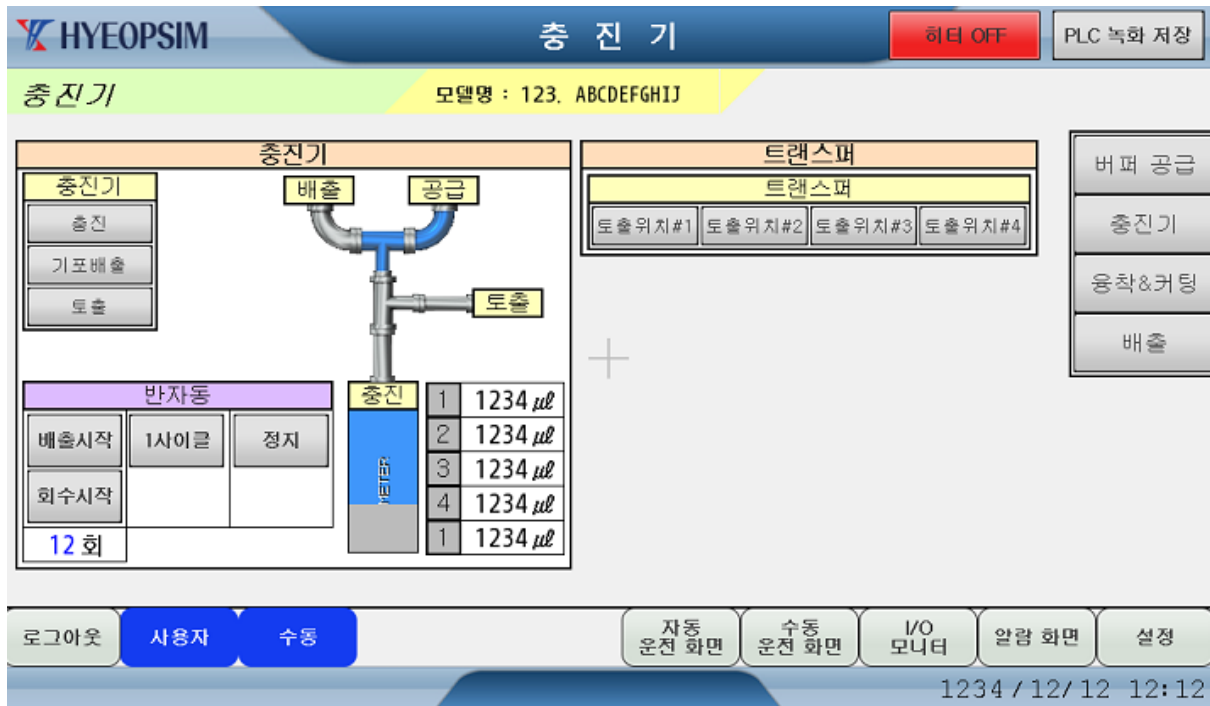 HYEOPSIM
충 진 기
히터 OFF
PLC 녹화 저장
충진기
모델명 : 123. ABCDEFGHIJ
충진기
충진기
충진
기포배출
토출
배출
공급
토출
트랜스퍼
트랜스퍼
토출위치#1 토출위치#2 토출위치#3 토출위치#4
버퍼 공급
충진기
융착&커팅
배출
반자동
배출시작 1사이클 정지
회수시작
12 회
충진
METER
1 1234 ㎕
2 1234 ㎕
3 1234 ㎕
4 1234 ㎕
1 1234 ㎕
로그아웃
사용자
수동
자동
운전 화면
수동
운전 화면
I/O
모니터
알람 화면
설정
1234/12/12 12:12